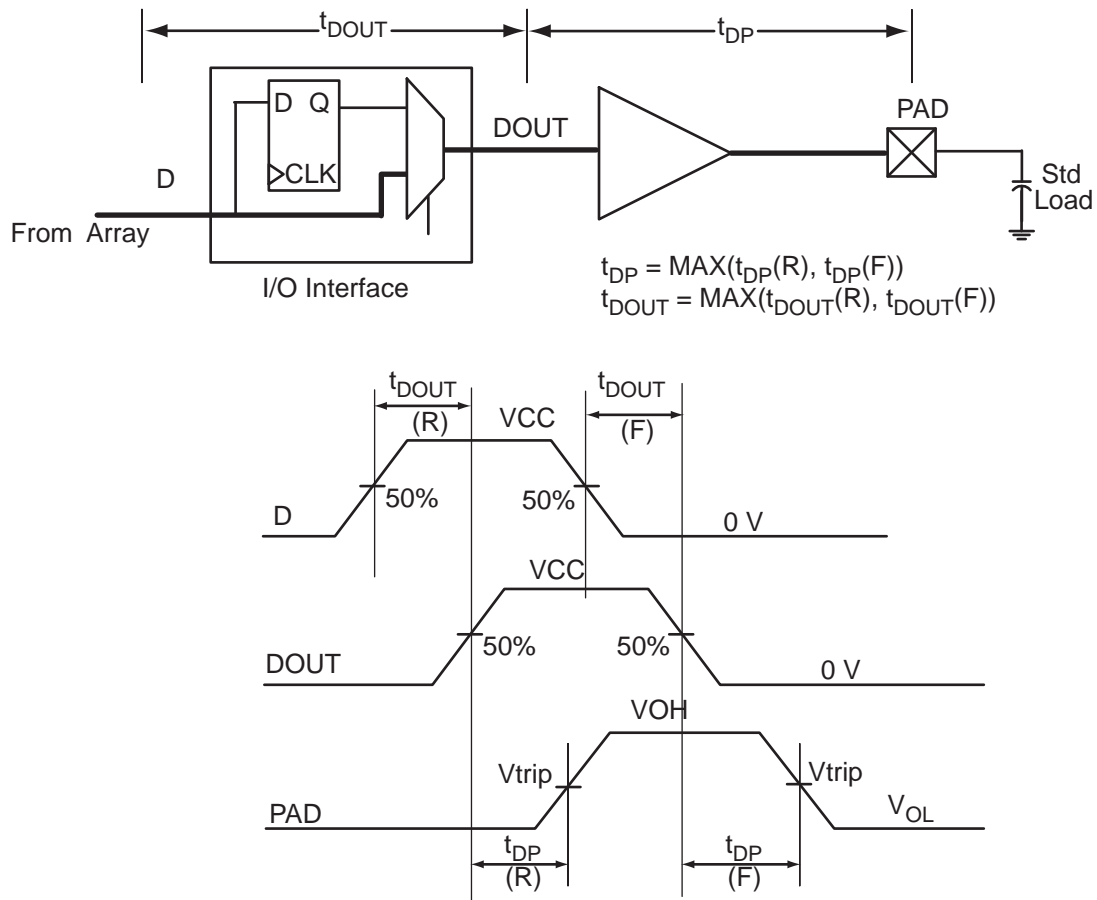 tDOUT
tDP
D Q
CLK
DOUT
PAD
D
Std
Load
From Array
I/O Interface
tDP = MAX(tDP(R), tDP(F))
tDOUT = MAX(tDOUT(R), tDOUT(F))
tDOUT
(R)
VCC
tDOUT
(F)
50%
50%
D
0 V
VCC
50%
50%
DOUT
0 V
VOH
Vtrip
Vtrip
PAD
VOL
tDP
(R)
tDP
(F)